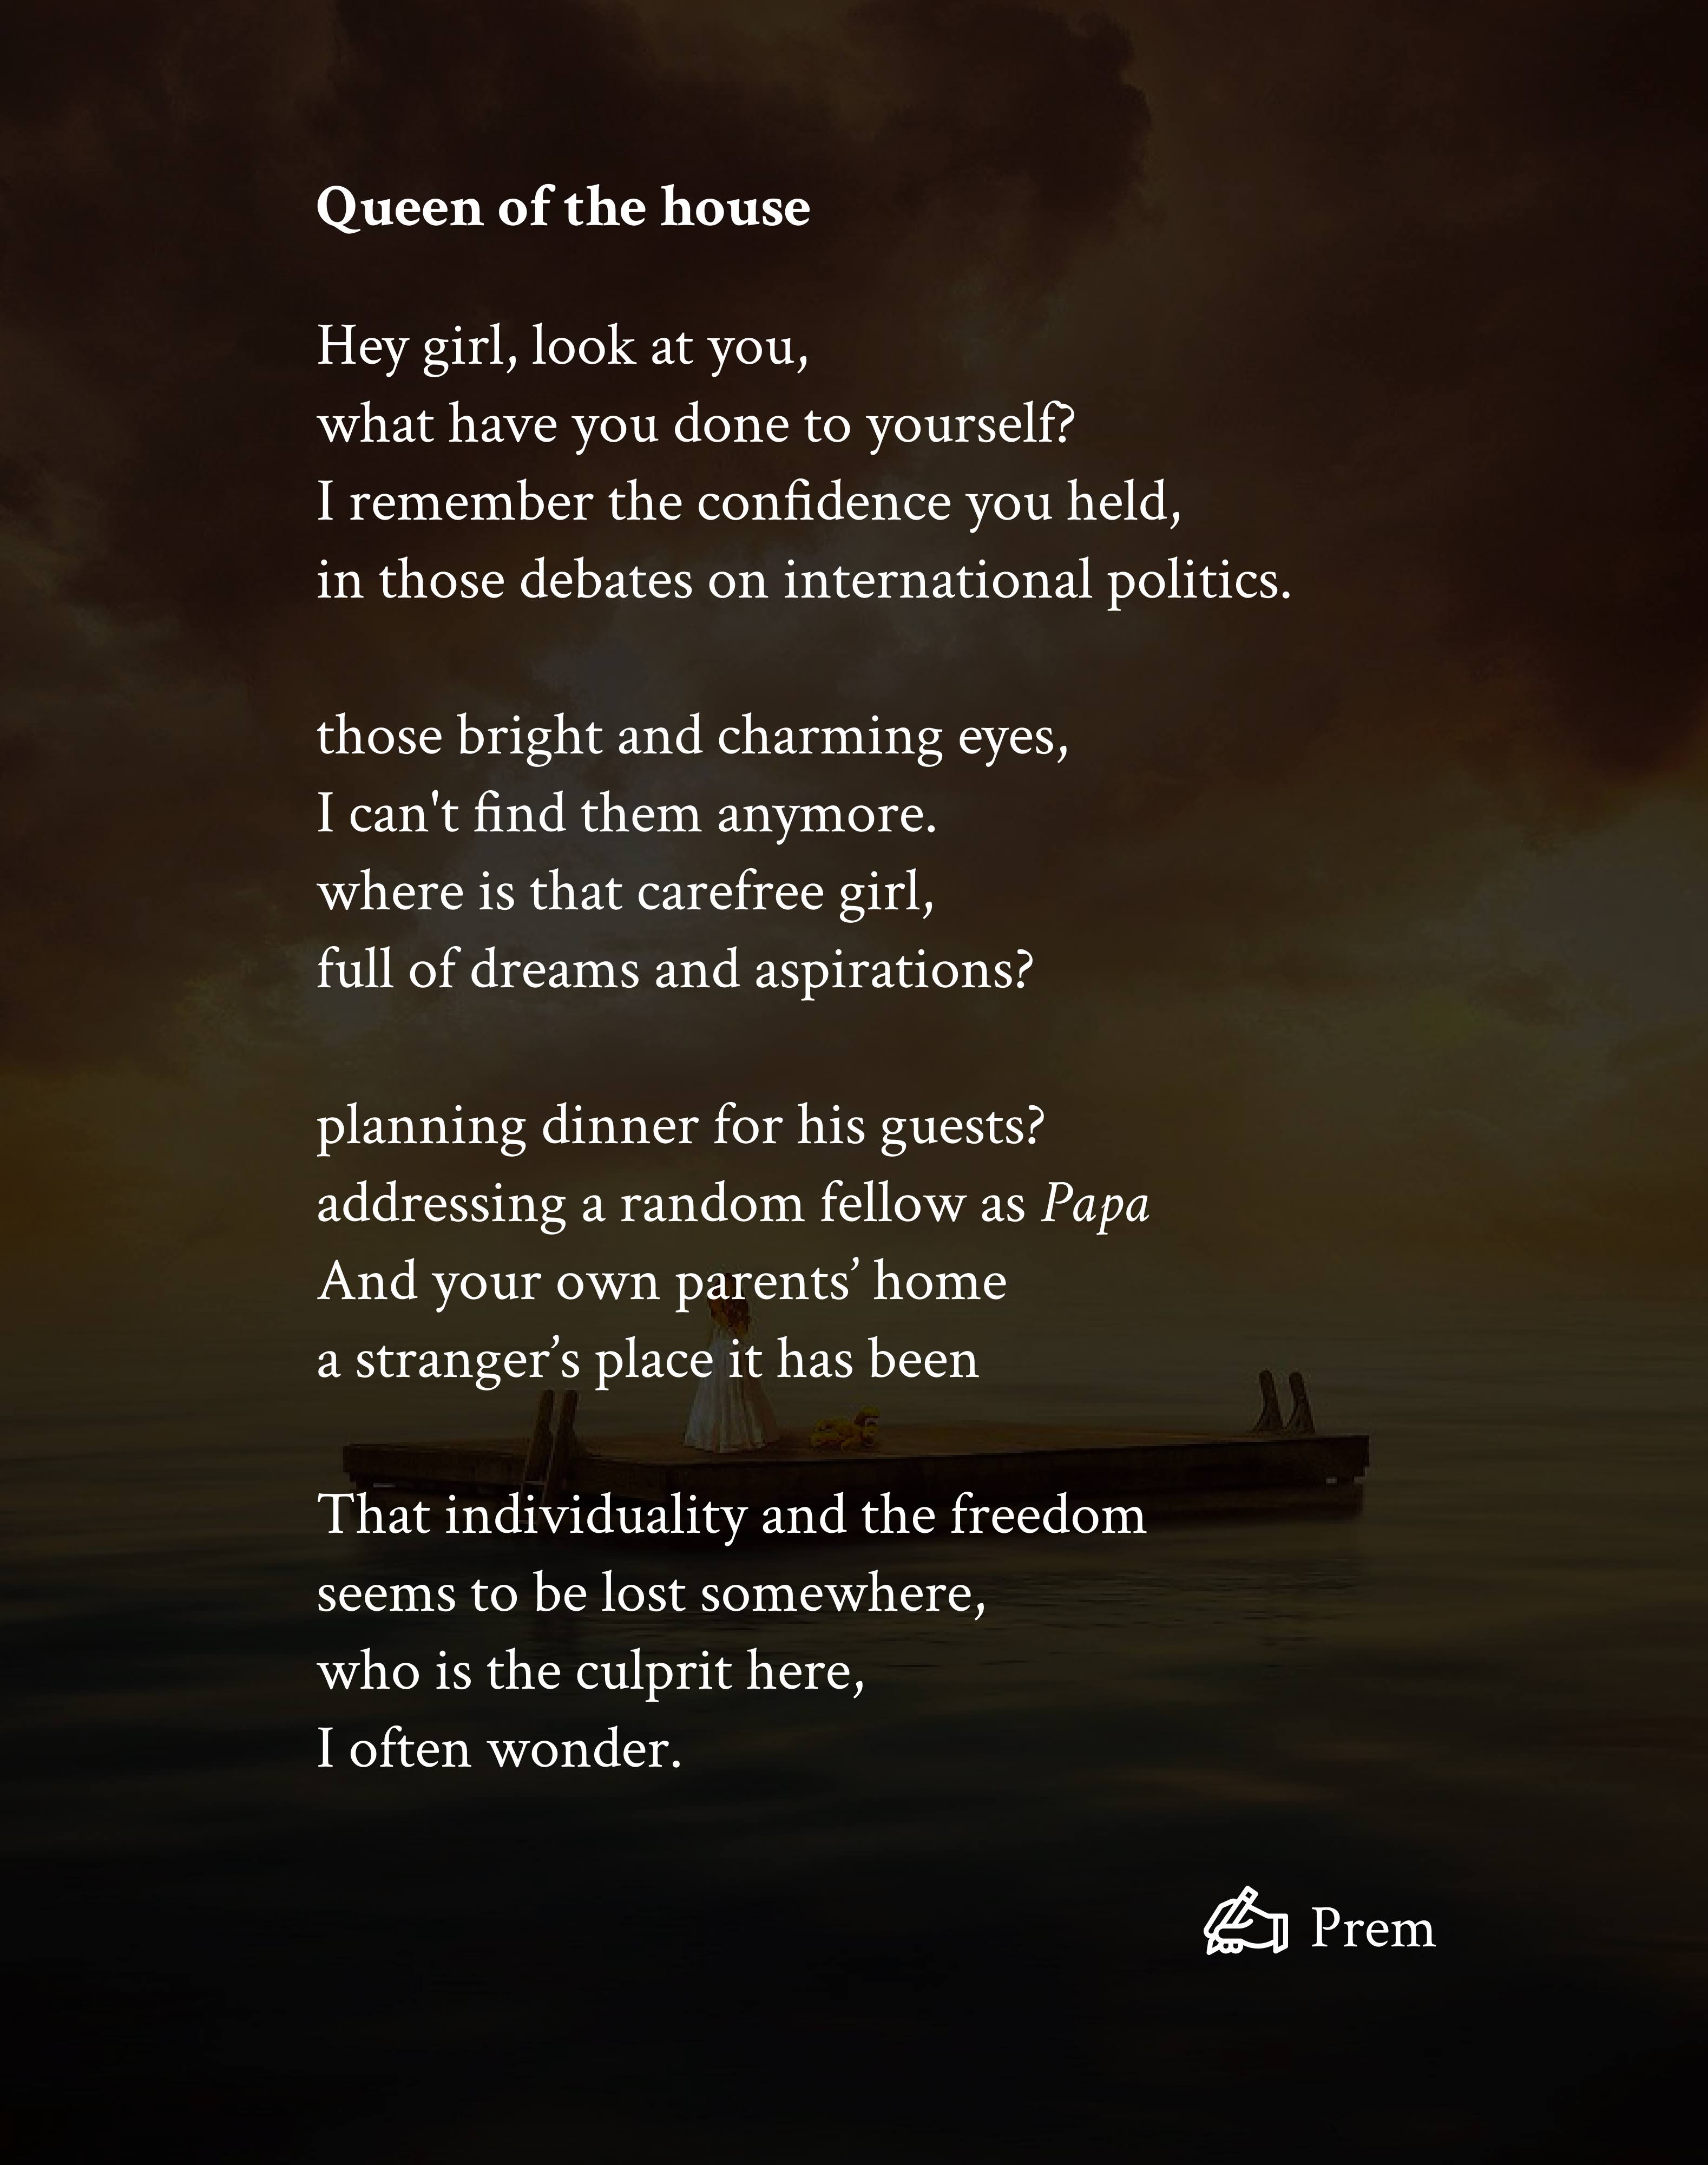 Queen of the house
Hey girl, look at you,
what have you done to yourself?
I remember the confidence you held,
in those debates on international politics.
those bright and charming eyes,
I can't find them anymore.
where is that carefree girl,
full of dreams and aspirations?
planning dinner for his guests?
addressing a random fellow as Papa
And your own parents’ home
a stranger’s place it has been
That individuality and the freedom
seems to be lost somewhere,
who is the culprit here,
I often wonder.
Prem